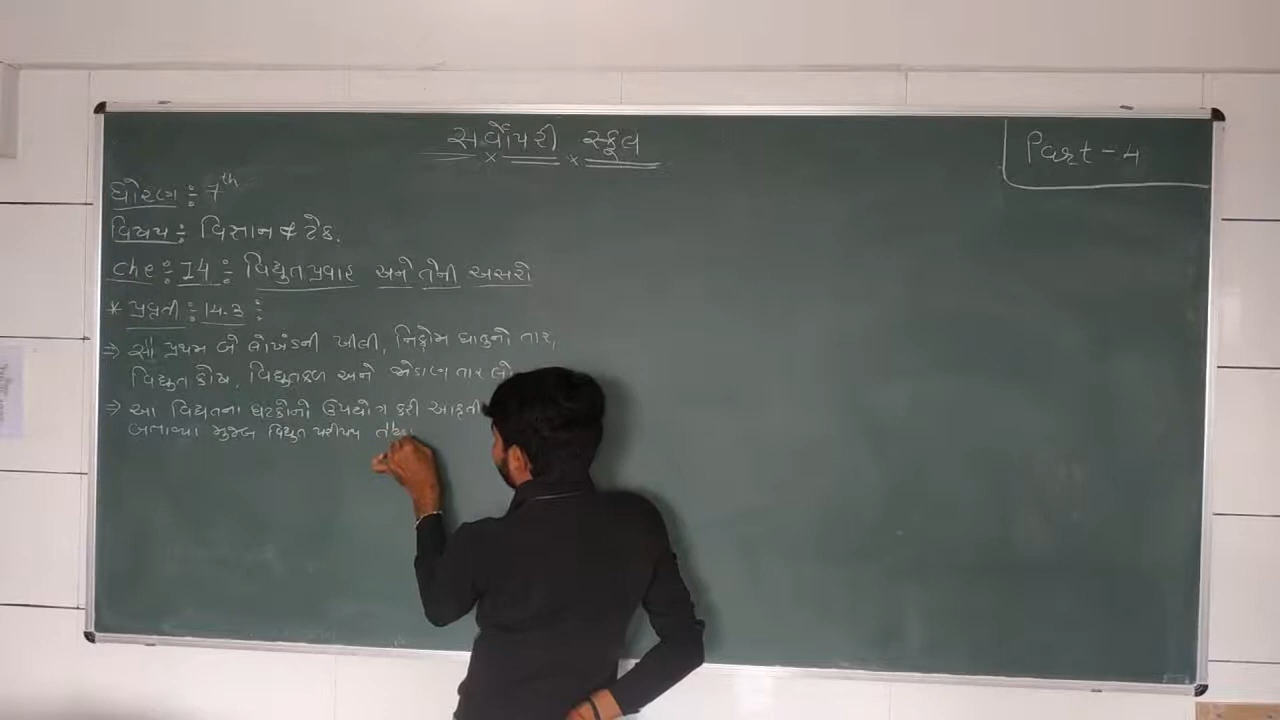 સર્વોપરી સ્કૂલ
Part - 4
ધોરણ ÷ 7th
વિષય ÷ વિજ્ઞાન & ટેક.
che ÷ 14 ÷ વિદ્યુતપ્રવાહ અને તેની અસરો
* પ્રવૃતી ÷ 14.3 ÷
⇒ સૌ પ્રથમ બે લોખંડની ખીલી, નિક્રોમ ધાતુનો તાર,
વિદ્યુત કોષ, વિદ્યુતકળ અને જોડાણ તાર લો
⇒ આ વિદ્યુતના ઘટકોનો ઉપયોગ કરી આકૃતી
બતાવ્યા મુજબ વિદ્યુત પરીપથ